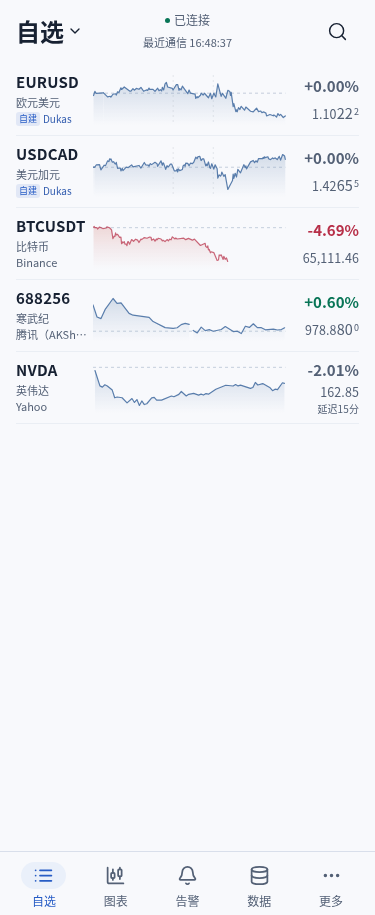 自选
已连接
最近通信 16:48:37
EURUSD
欧元美元
自建 Dukas
+0.00%
1.10222
USDCAD
美元加元
自建 Dukas
+0.00%
1.42655
BTCUSDT
比特币
Binance
-4.69%
65,111.46
688256
寒武纪
腾讯（AKSh…
+0.60%
978.8800
NVDA
英伟达
Yahoo
-2.01%
162.85
延迟15分
自选
图表
告警
数据
更多